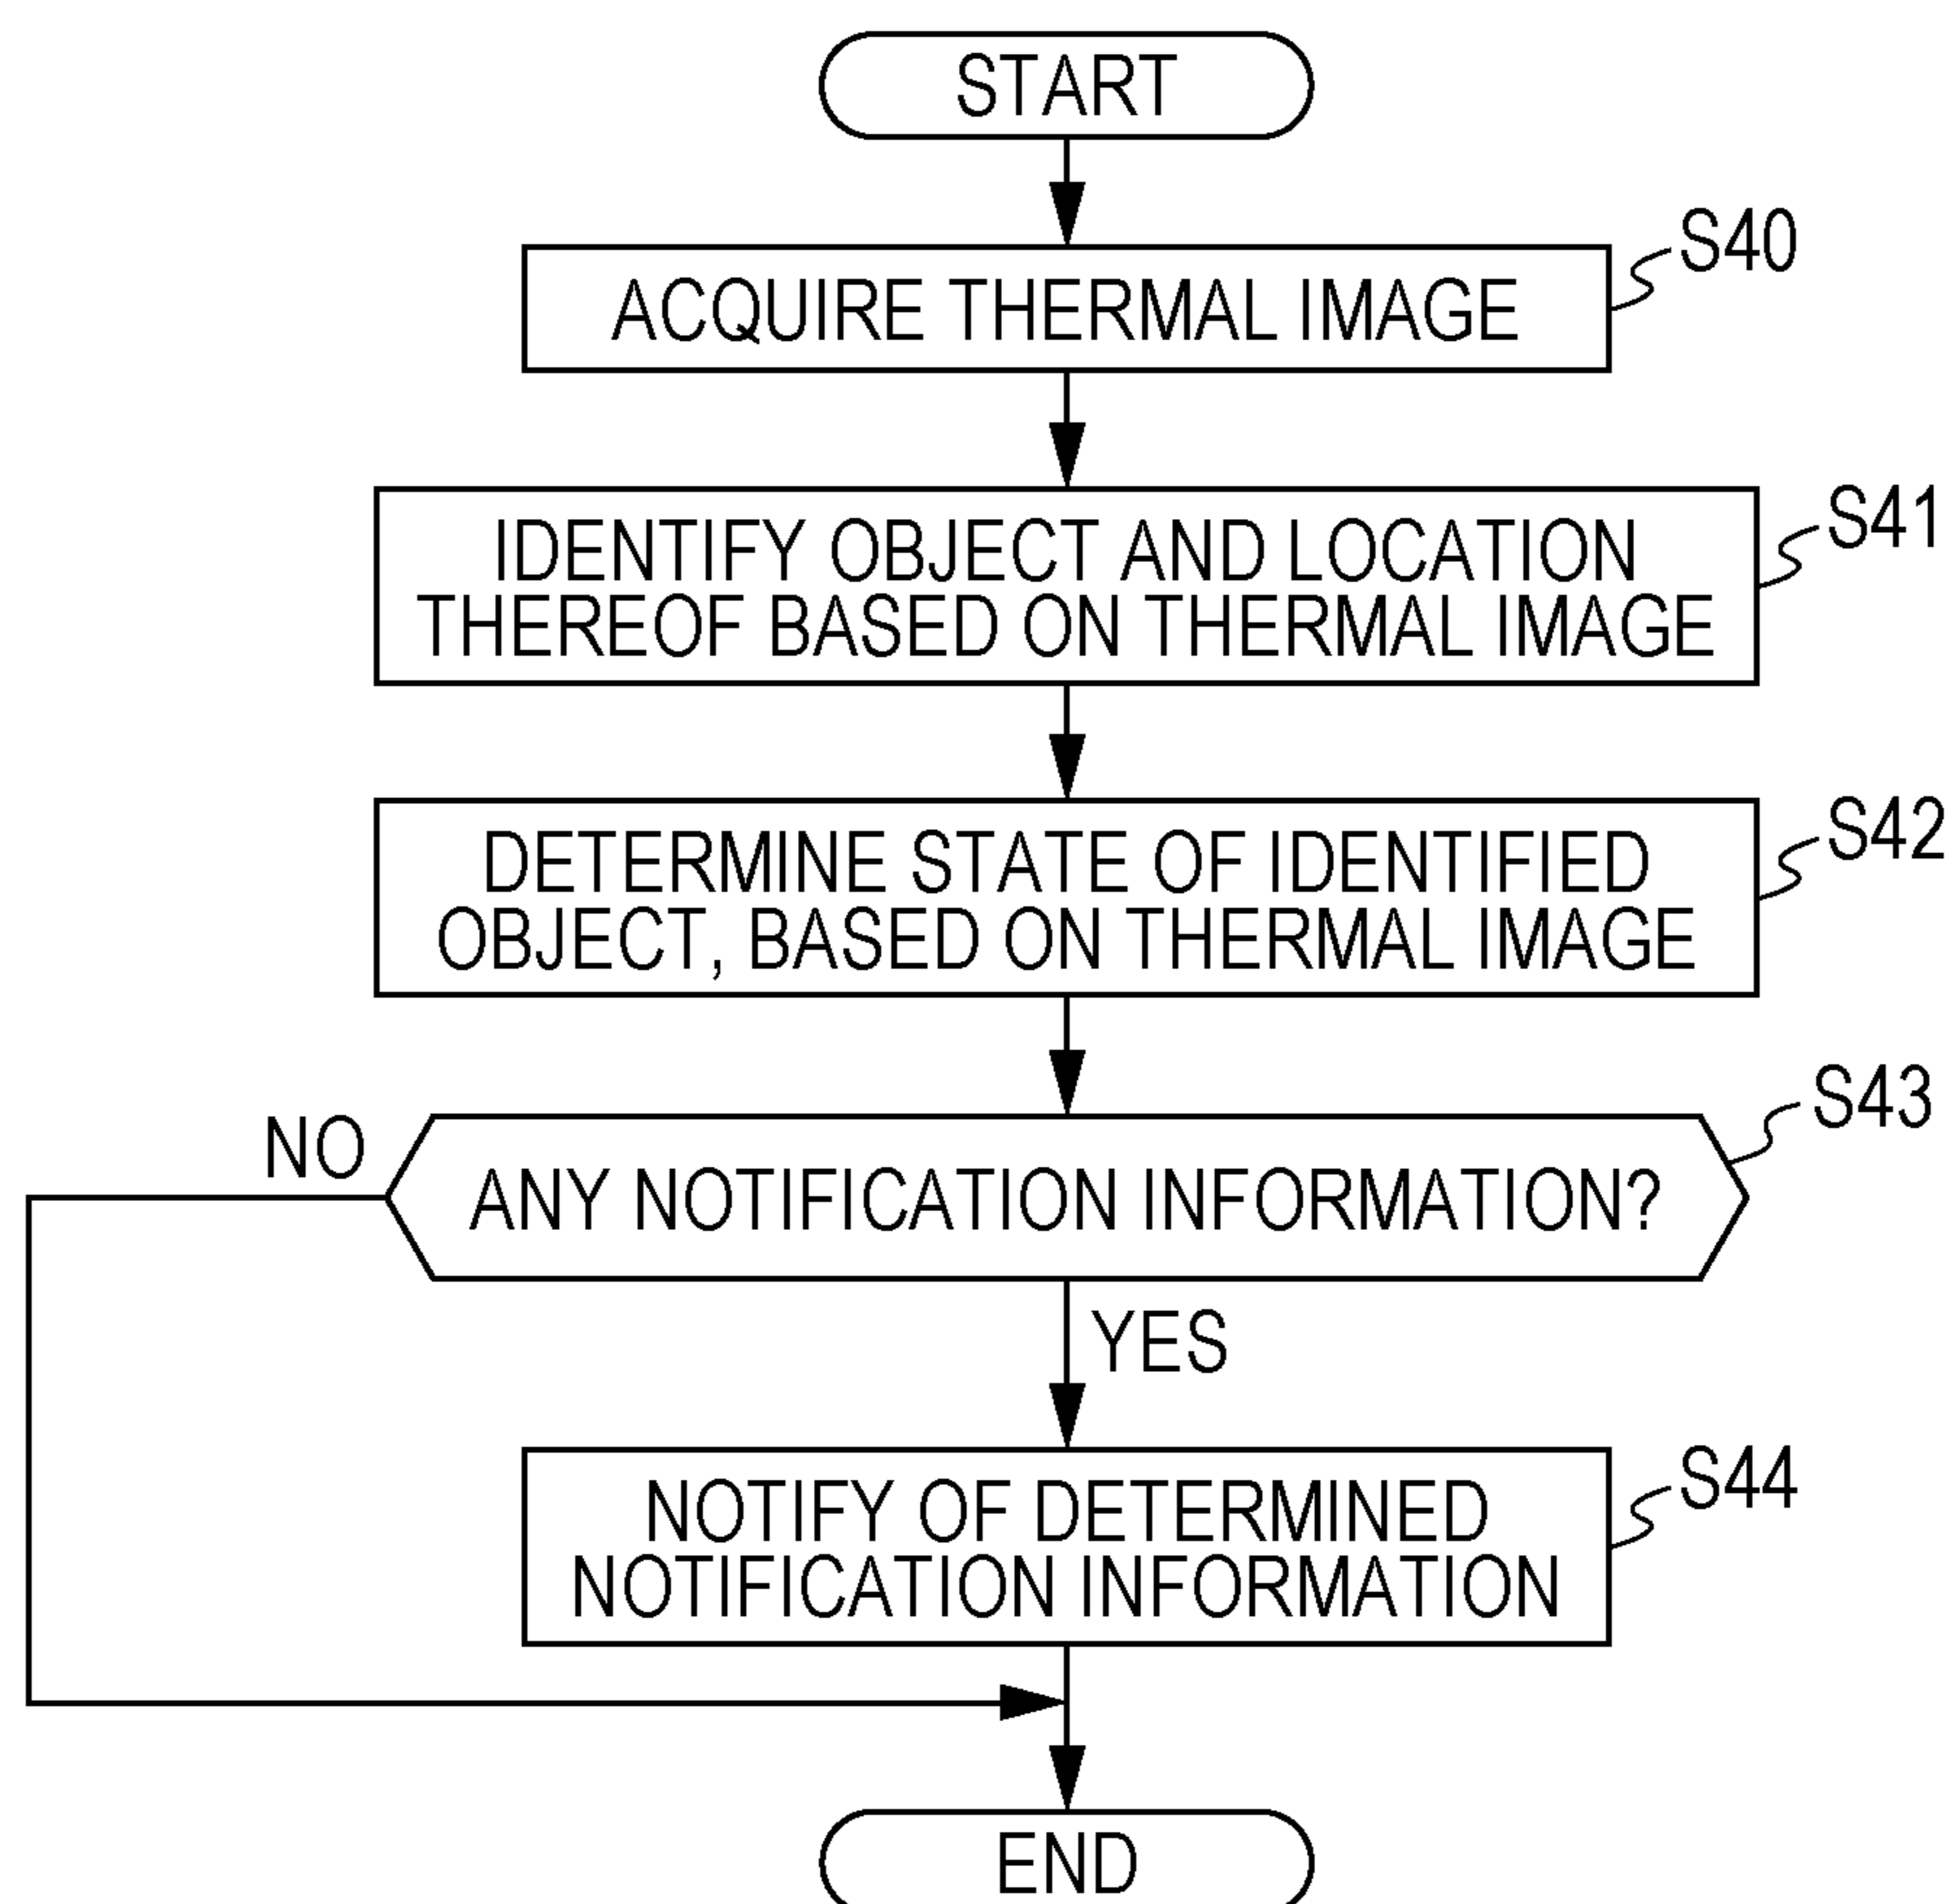 START
S40
ACQUIRE THERMAL IMAGE
S41
IDENTIFY OBJECT AND LOCATION
THEREOF BASED ON THERMAL IMAGE
S42
DETERMINE STATE OF IDENTIFIED
OBJECT, BASED ON THERMAL IMAGE
S43
NO
ANY NOTIFICATION INFORMATION?
YES
S44
NOTIFY OF DETERMINED
NOTIFICATION INFORMATION
END